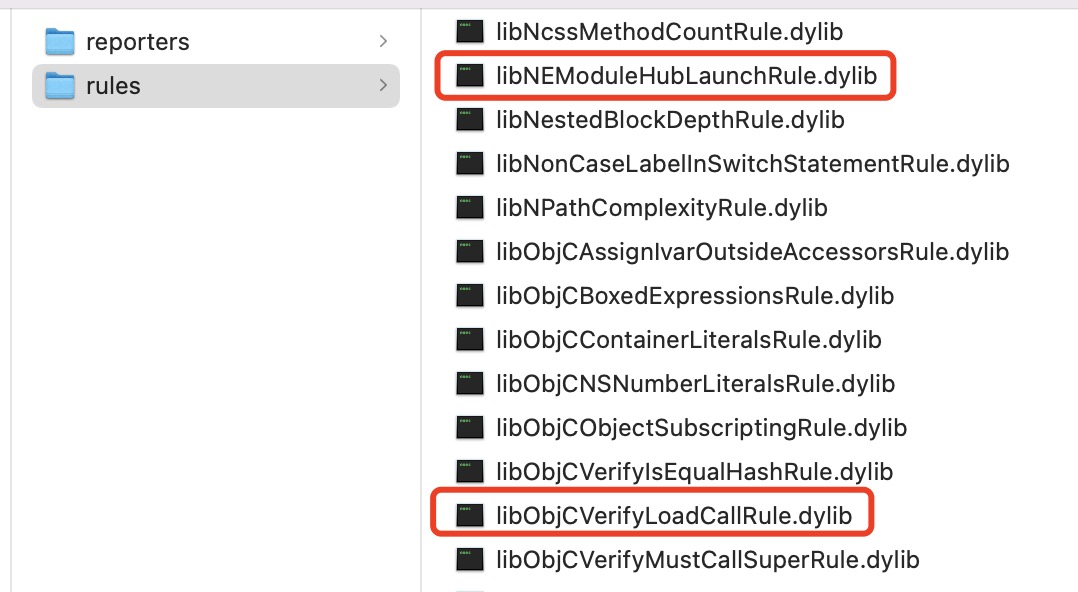 reporters
rules
libNcssMethodCountRule.dylib
libNEModuleHubLaunchRule.dylib
libNestedBlockDepthRule.dylib
libNonCaseLabelInSwitchStatementRule.dylib
libNPathComplexityRule.dylib
libObjCAssignIvarOutsideAccessorsRule.dylib
libObjCBoxedExpressionsRule.dylib
libObjCContainerLiteralsRule.dylib
libObjCNSNumberLiteralsRule.dylib
libObjCObjectSubscriptingRule.dylib
libObjCVerifyIsEqualHashRule.dylib
libObjCVerifyLoadCallRule.dylib
libObjCVerifyMustCallSuperRule.dylib